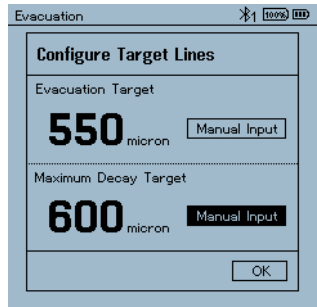 Evacuation 1 100%
Configure Target Lines
Evacuation Target
550 micron Manual Input
Maximum Decay Target
600 micron Manual Input
OK